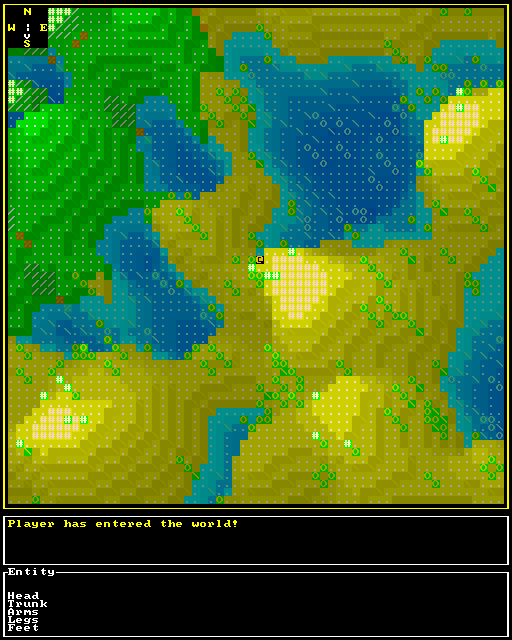 N
W ! E
v
S
@
Player has entered the world!
Entity
Head
Trunk
Arms
Legs
Feet